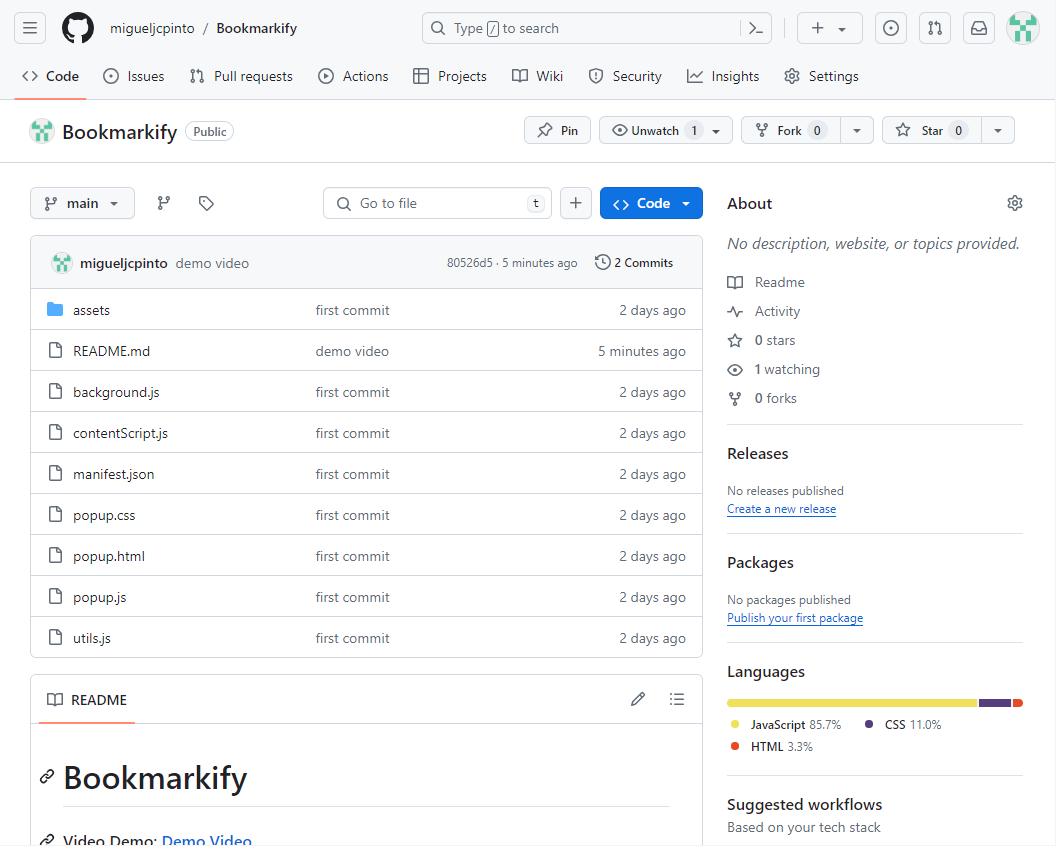 migueljcpinto / Bookmarkify
Type / to search
Code Issues Pull requests Actions Projects Wiki Security Insights Settings
Bookmarkify Public
Pin Unwatch 1 Fork 0 Star 0
main Go to file t Code
migueljcpinto demo video 80526d5 · 5 minutes ago 2 Commits
assets first commit 2 days ago
README.md demo video 5 minutes ago
background.js first commit 2 days ago
contentScript.js first commit 2 days ago
manifest.json first commit 2 days ago
popup.css first commit 2 days ago
popup.html first commit 2 days ago
popup.js first commit 2 days ago
utils.js first commit 2 days ago
README
Bookmarkify
Video Demo: Demo Video
About
No description, website, or topics provided.
Readme
Activity
0 stars
1 watching
0 forks
Releases
No releases published
Create a new release
Packages
No packages published
Publish your first package
Languages
JavaScript 85.7% CSS 11.0%
HTML 3.3%
Suggested workflows
Based on your tech stack